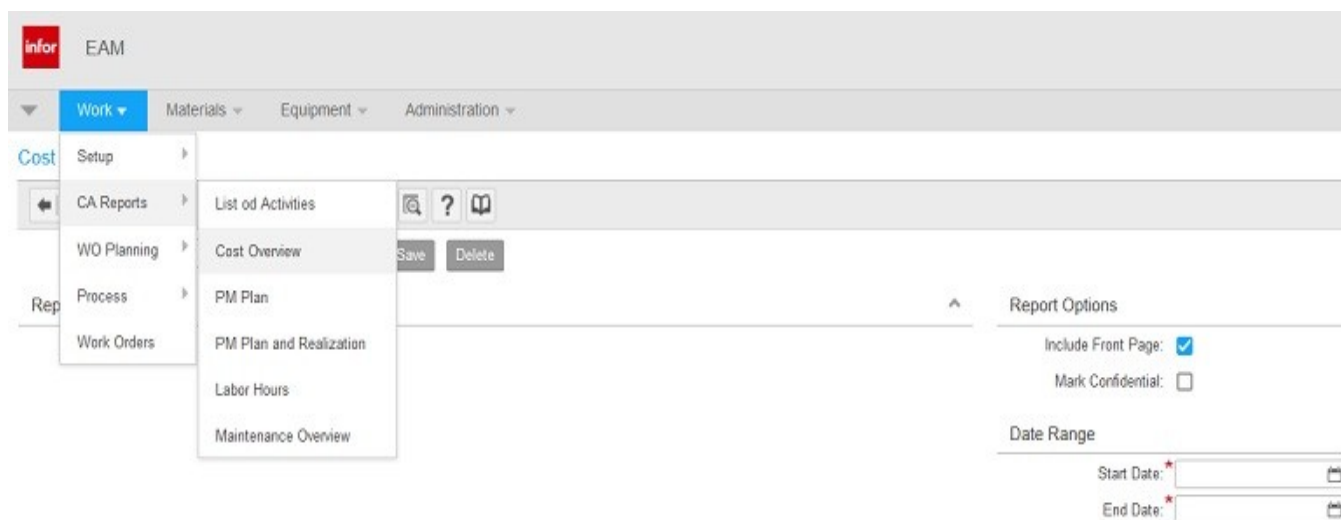 infor EAM
Work Materials Equipment Administration
Cost
Setup
CA Reports
WO Planning
Process
Work Orders
List od Activities
Cost Overview
PM Plan
PM Plan and Realization
Labor Hours
Maintenance Overview
?
Save Delete
Rep
Report Options
Include Front Page:
Mark Confidential:
Date Range
Start Date:*
End Date:*